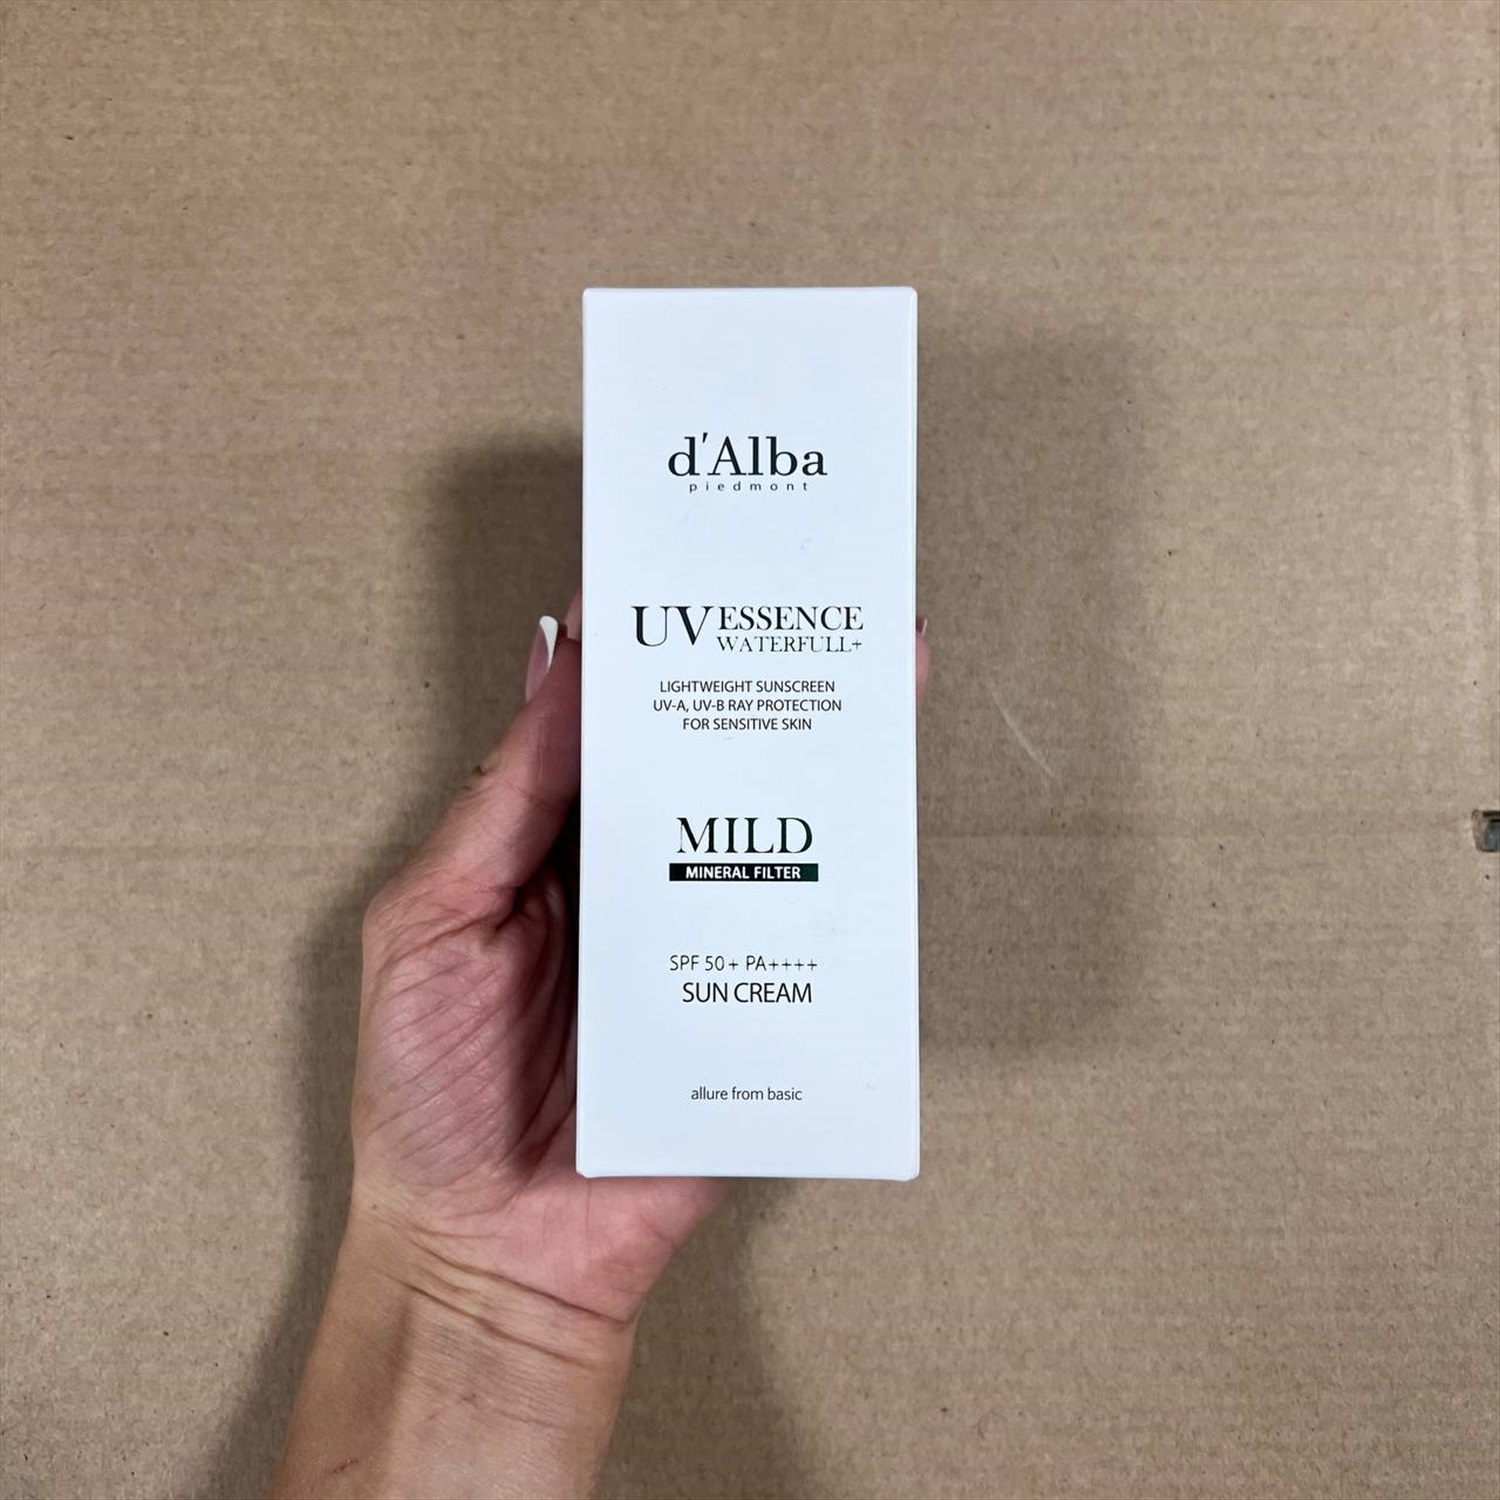 d'Alba
piedmont
UV ESSENCE
WATERFULL+
LIGHTWEIGHT SUNSCREEN
UV-A, UV-B RAY PROTECTION
FOR SENSITIVE SKIN
MILD
MINERAL FILTER
SPF 50+ PA++++
SUN CREAM
allure from basic